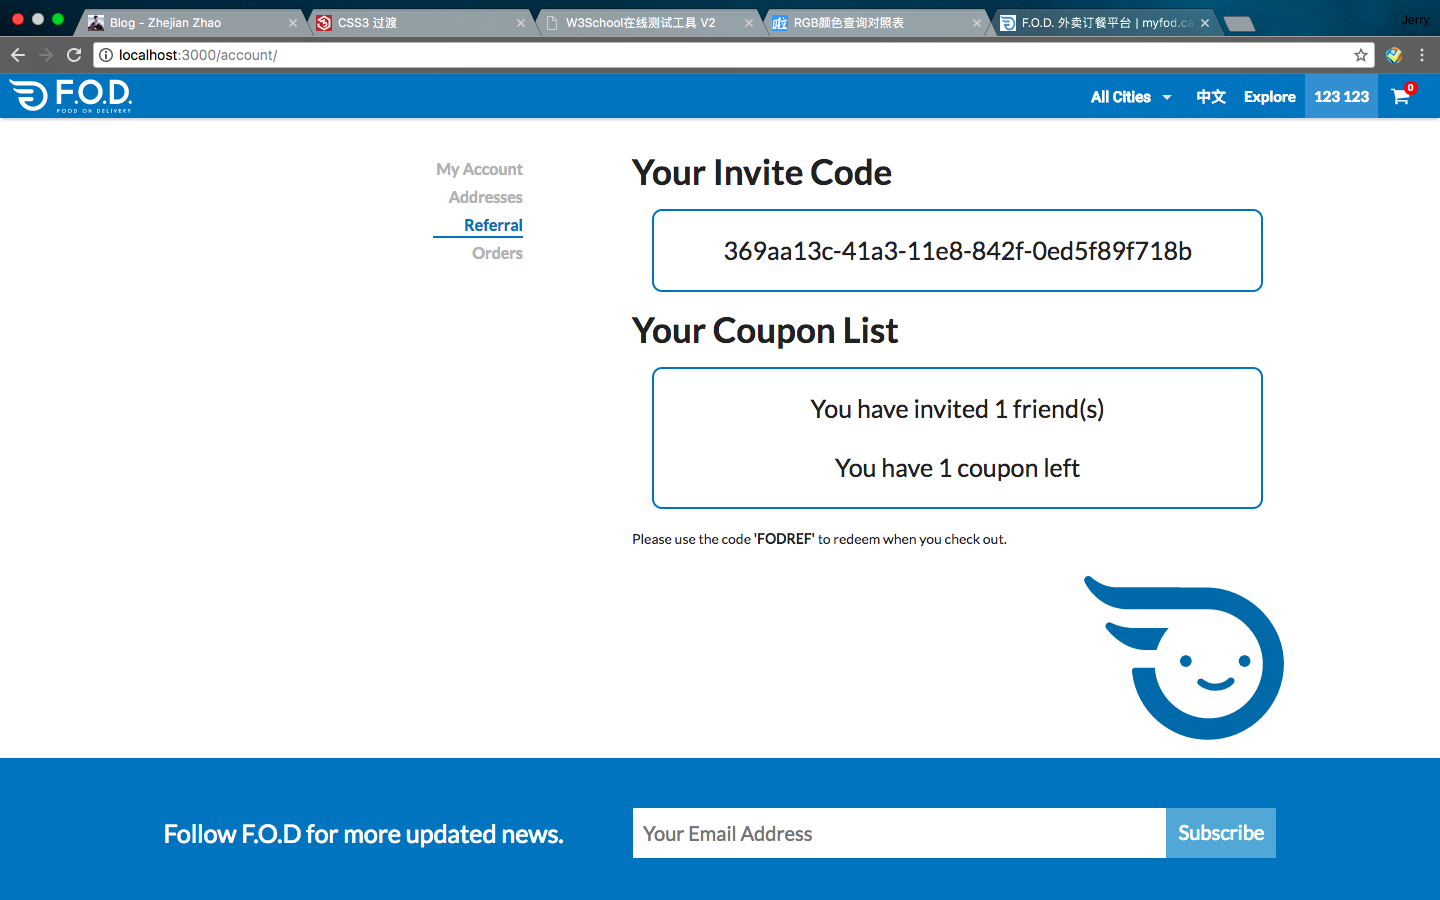 Blog - Zhejian Zhao
CSS3 过渡
W3School在线测试工具 V2
RGB颜色查询对照表
F.O.D. 外卖订餐平台 | myfod.ca
Jerry
localhost:3000/account/
F.O.D.
FOOD ON DELIVERY
All Cities
中文
Explore
123 123
0
My Account
Addresses
Referral
Orders
Your Invite Code
369aa13c-41a3-11e8-842f-0ed5f89f718b
Your Coupon List
You have invited 1 friend(s)
You have 1 coupon left
Please use the code 'FODREF' to redeem when you check out.
Follow F.O.D for more updated news.
Your Email Address
Subscribe